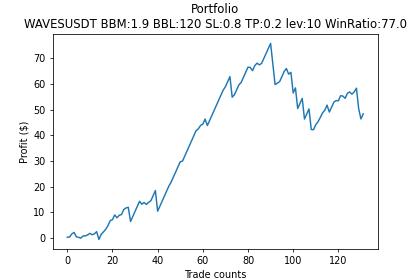 Portfolio
WAVESUSDT BBM:1.9 BBL:120 SL:0.8 TP:0.2 lev:10 WinRatio:77.0
70
60
50
40
30
20
10
0
Profit ($)
0 20 40 60 80 100 120
Trade counts